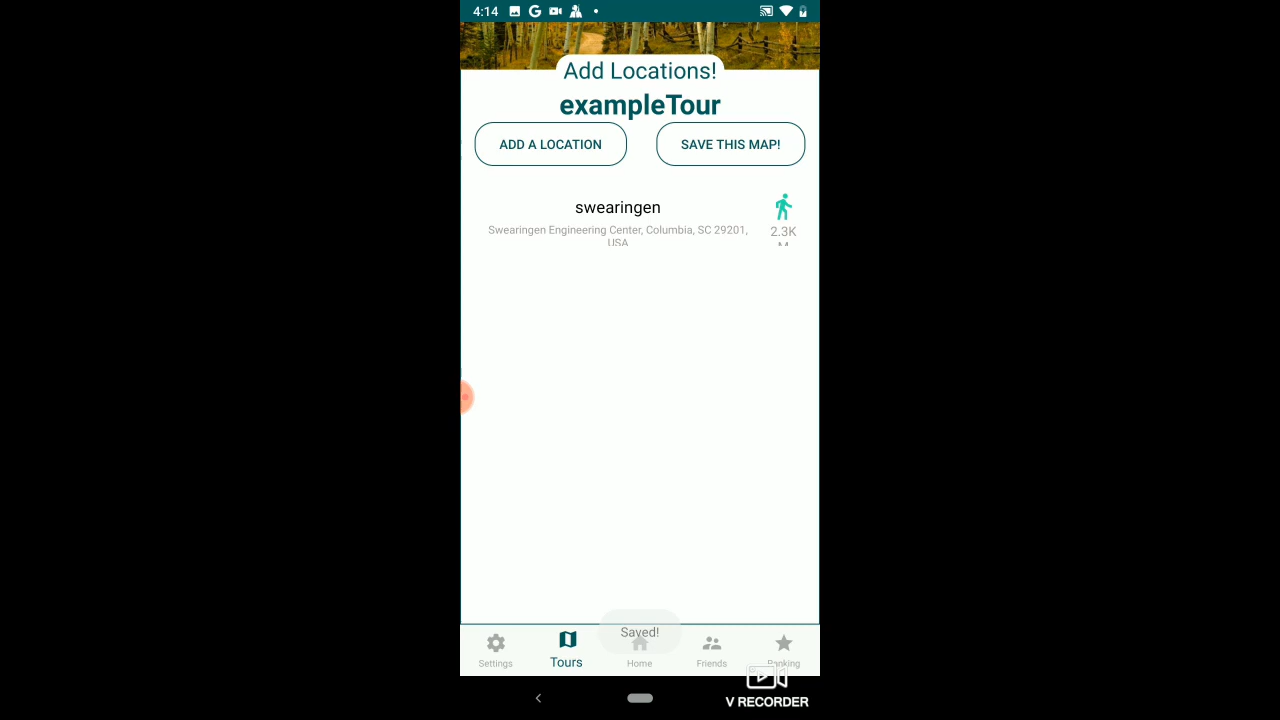 4:14
Add Locations!
exampleTour
ADD A LOCATION
SAVE THIS MAP!
swearingen
Swearingen Engineering Center, Columbia, SC 29201,
USA
2.3K
Saved!
Settings
Tours
Home
Friends
Ranking
V RECORDER